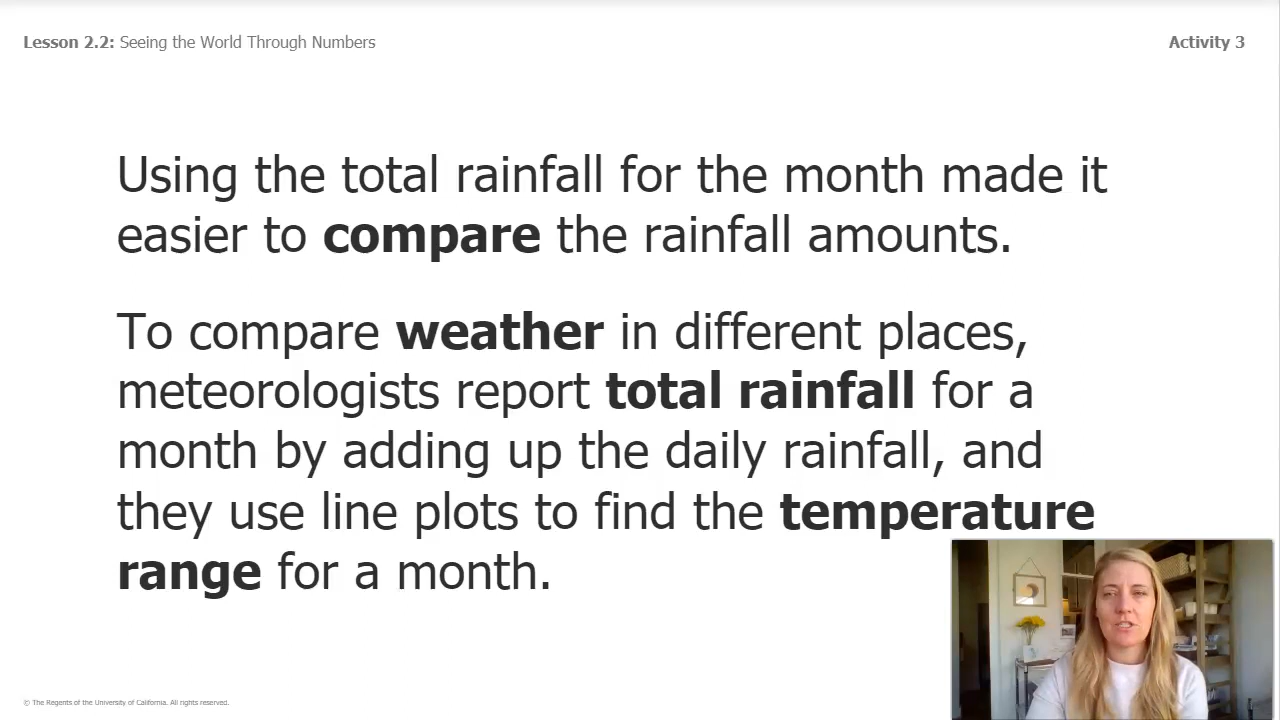 Lesson 2.2: Seeing the World Through Numbers
Activity 3
Using the total rainfall for the month made it
easier to compare the rainfall amounts.
To compare weather in different places,
meteorologists report total rainfall for a
month by adding up the daily rainfall, and
they use line plots to find the temperature
range for a month.
© The Regents of the University of California. All rights reserved.